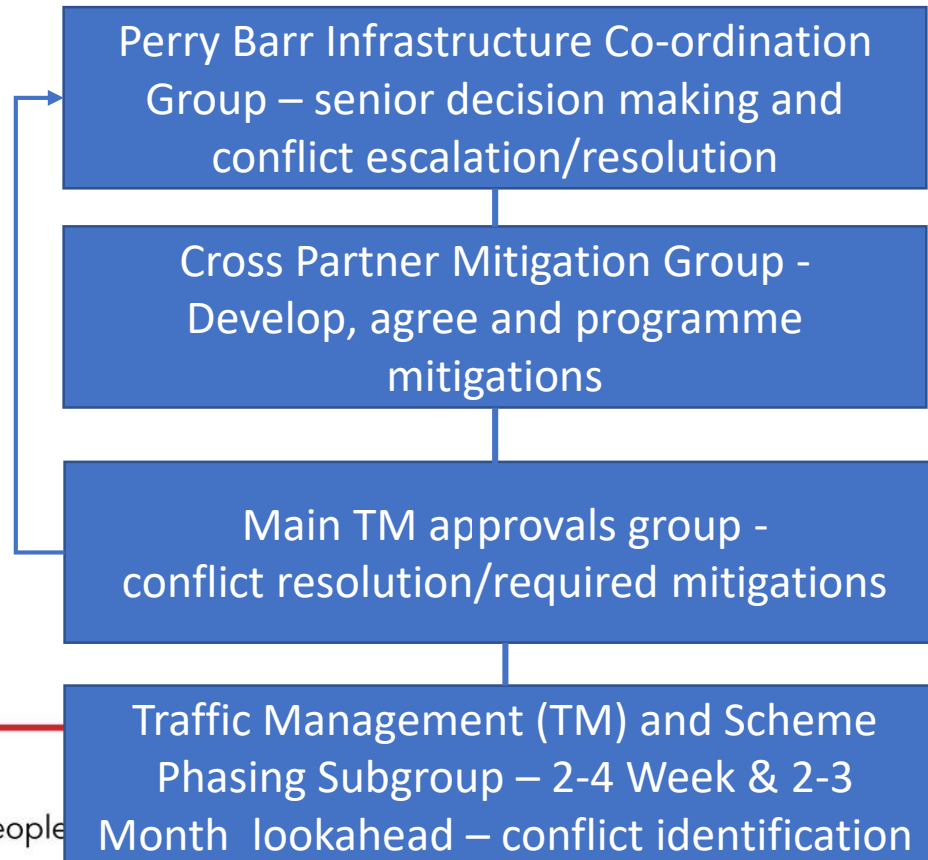 Perry Barr Infrastructure Co-ordination
Group – senior decision making and
conflict escalation/resolution
Cross Partner Mitigation Group -
Develop, agree and programme
mitigations
Main TM approvals group -
conflict resolution/required mitigations
Traffic Management (TM) and Scheme
Phasing Subgroup – 2-4 Week & 2-3
Month lookahead – conflict identification